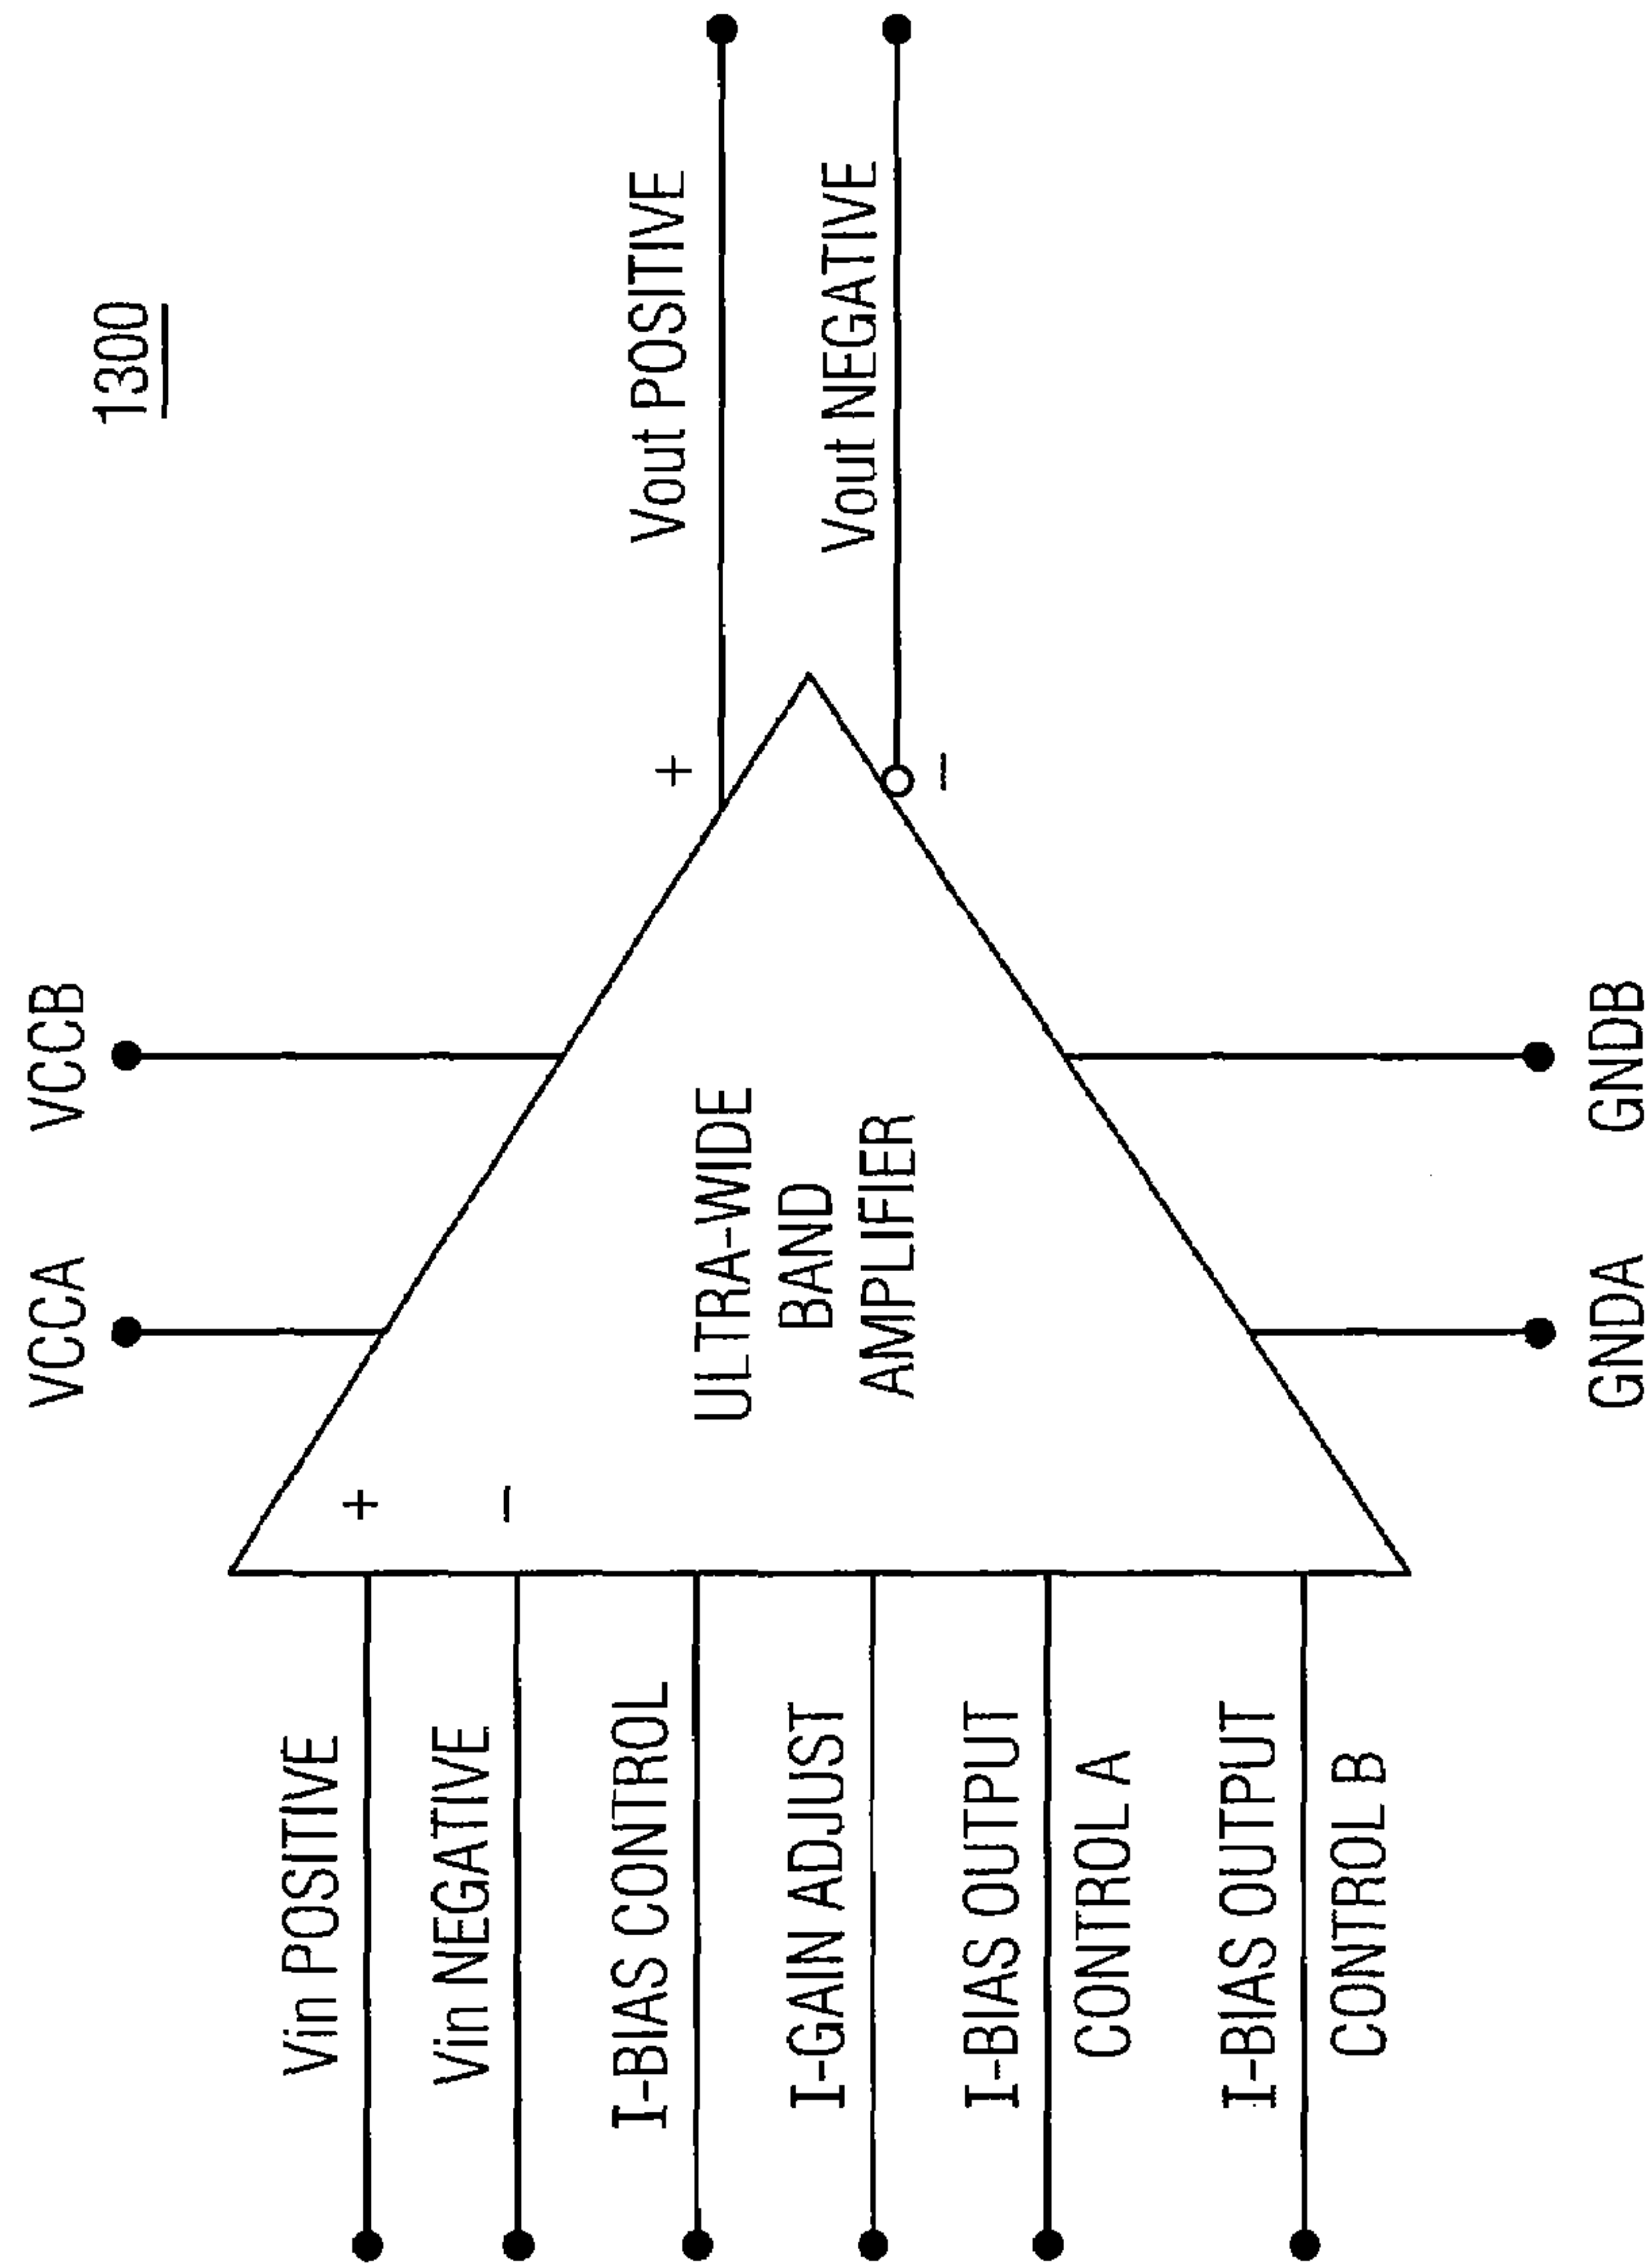 1300
VCCA
VCCB
Vin POSITIVE
Vin NEGATIVE
I-BIAS CONTROL
I-GAIN ADJUST
I-BIAS OUTPUT
CONTROL A
I-BIAS OUTPUT
CONTROL B
+
−
ULTRA-WIDE
BAND
AMPLIFIER
+
−
Vout POSITIVE
Vout NEGATIVE
GNDA
GNDB